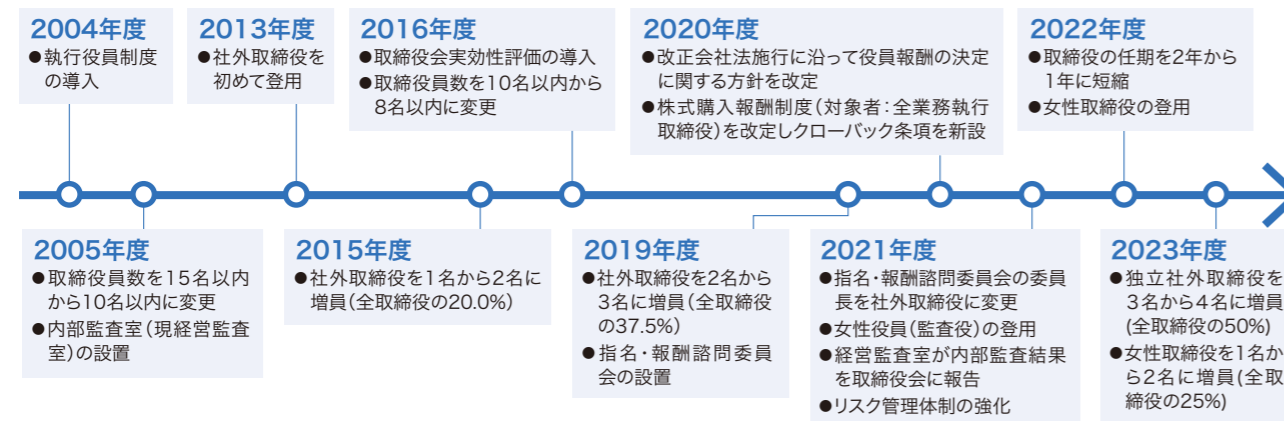 2004年度
●執行役員制度
の導入
2013年度
●社外取締役を
初めて登用
2016年度
●取締役会実効性評価の導入
●取締役員数を10名以内から
8名以内に変更
2020年度
●改正会社法施行に沿って役員報酬の決定
に関する方針を改定
●株式購入報酬制度(対象者:全業務執行
取締役)を改定しクローバック条項を新設
2022年度
●取締役の任期を2年から
1年に短縮
●女性取締役の登用
2005年度
●取締役員数を15名以内
から10名以内に変更
●内部監査室(現経営監査
室)の設置
2015年度
●社外取締役を1名から2名に
増員(全取締役の20.0%)
2019年度
●社外取締役を2名から
3名に増員(全取締役
の37.5%)
●指名・報酬諮問委員
会の設置
2021年度
●指名・報酬諮問委員会の委員
長を社外取締役に変更
●女性役員(監査役)の登用
●経営監査室が内部監査結果
を取締役会に報告
●リスク管理体制の強化
2023年度
●独立社外取締役を
3名から4名に増員
(全取締役の50%)
●女性取締役を1名か
ら2名に増員(全取
締役の25%)